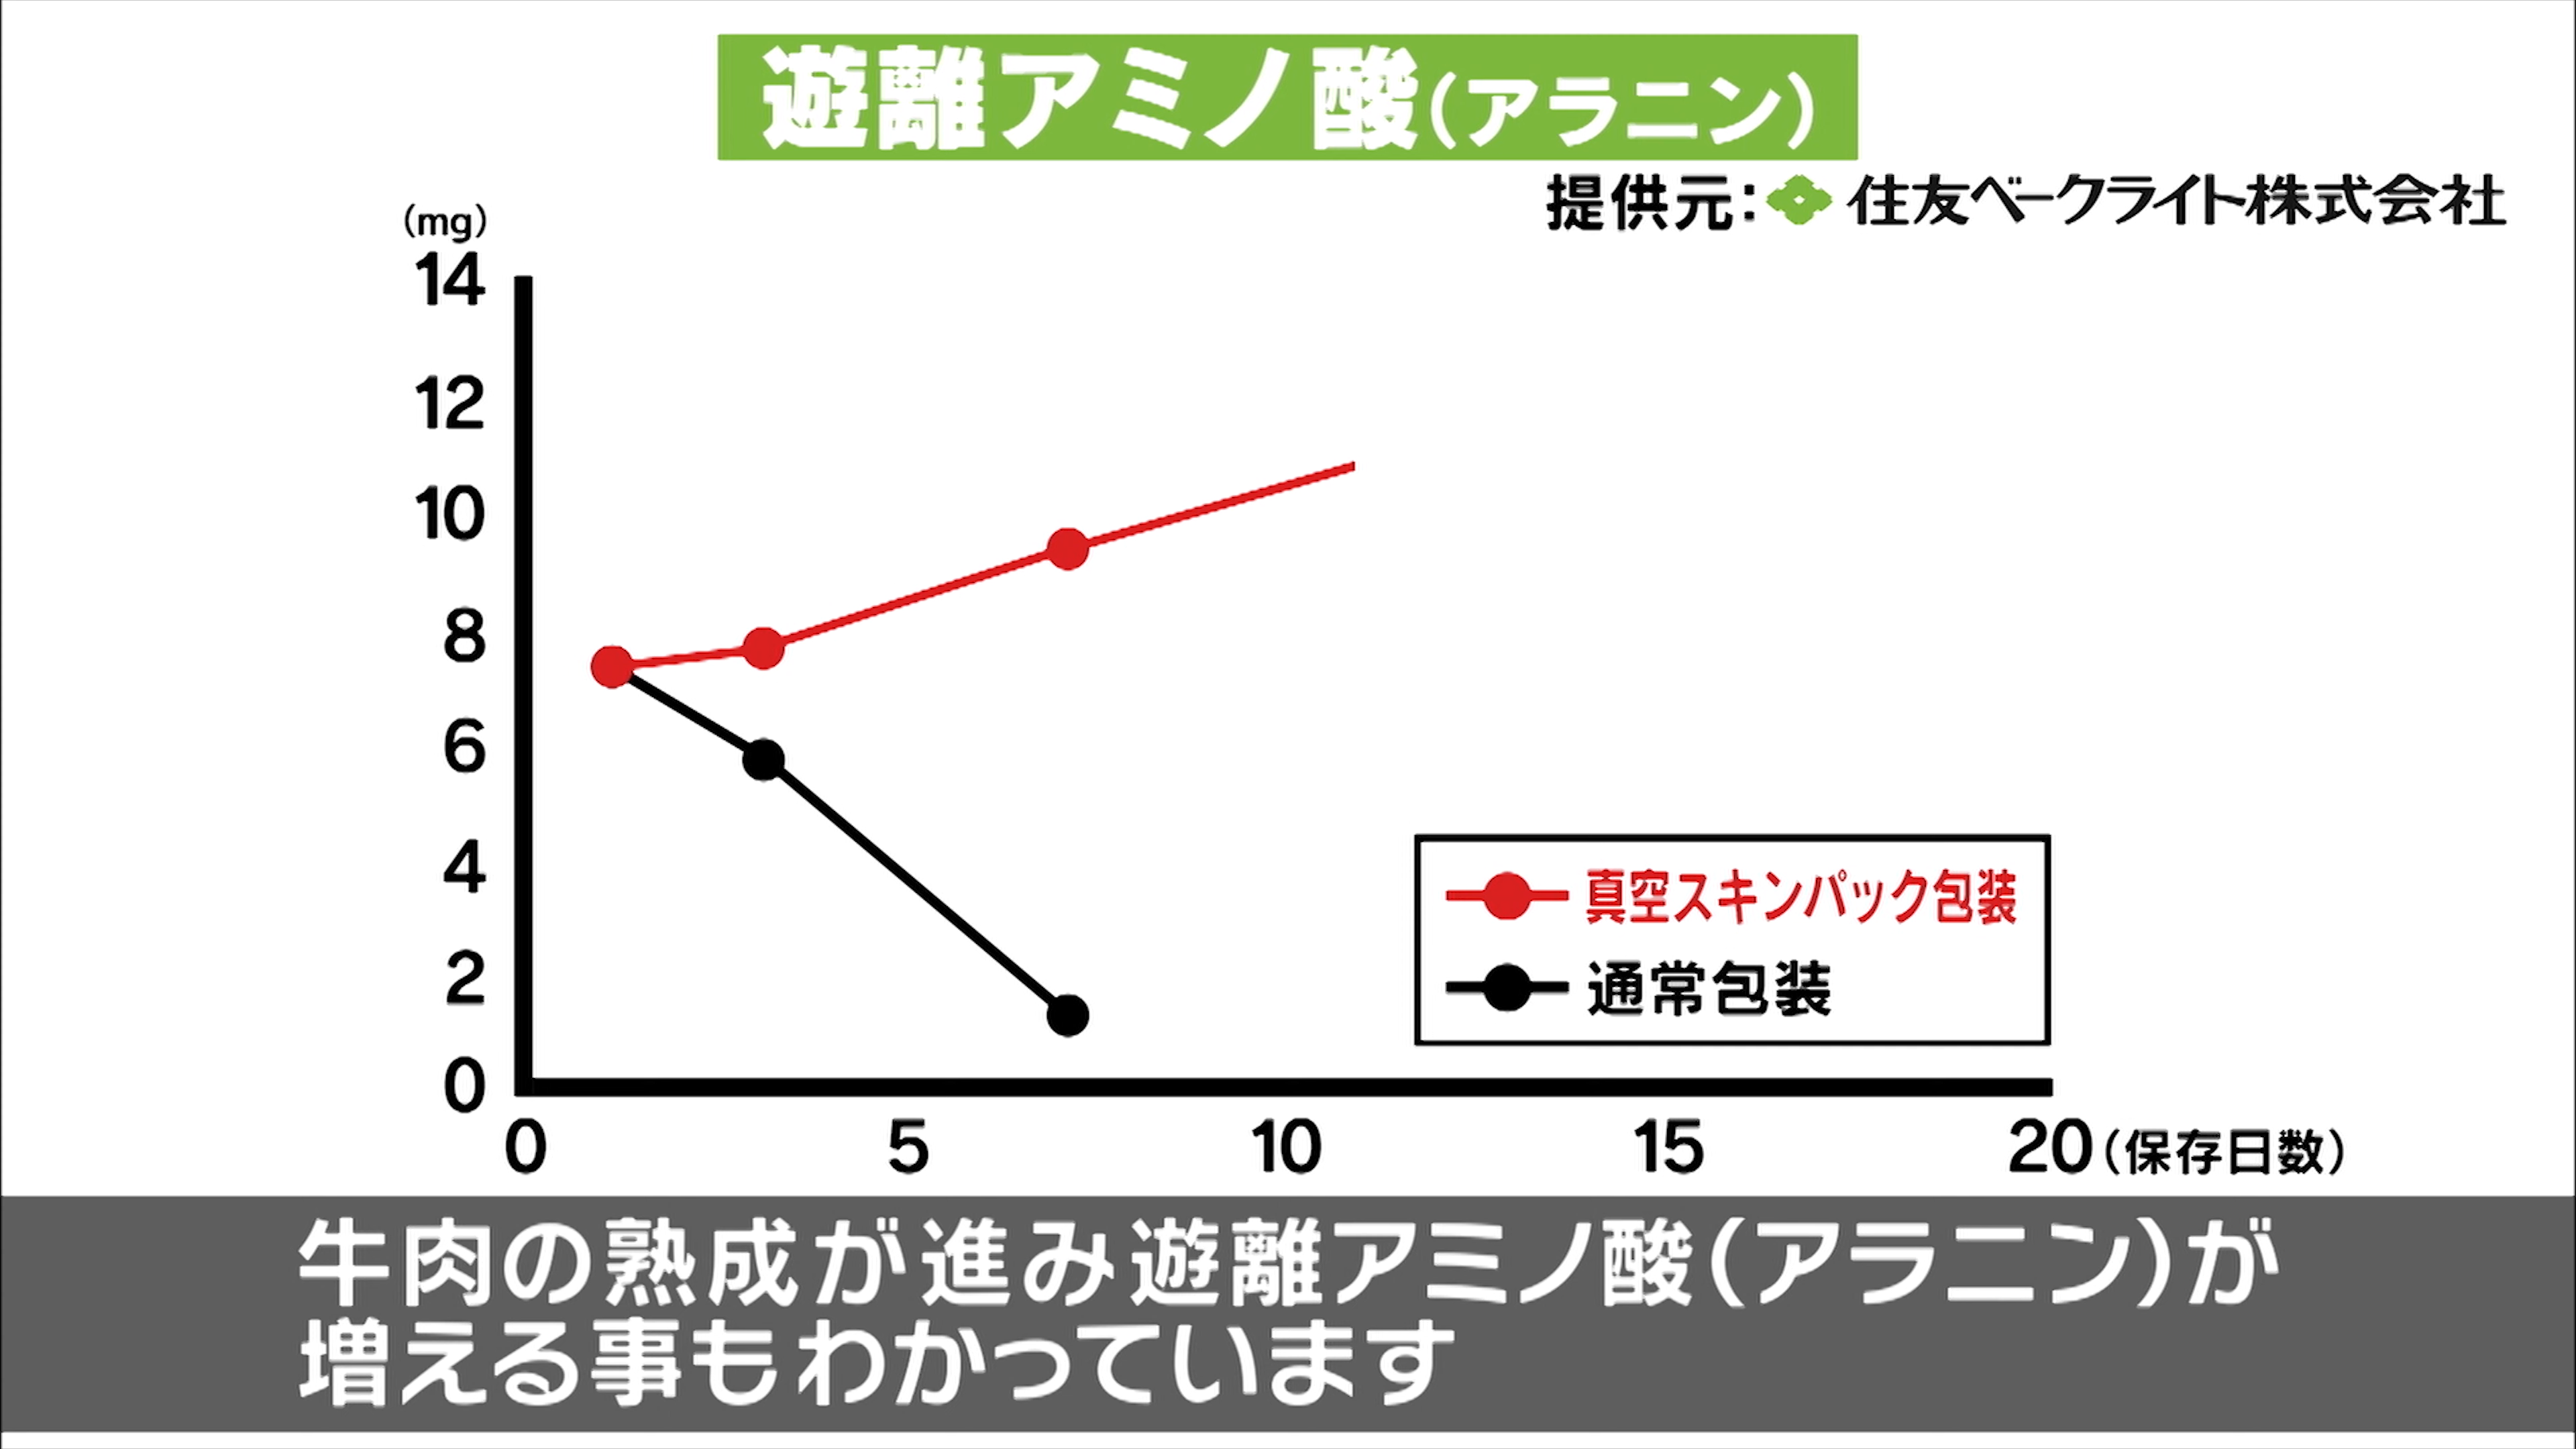 遊離アミノ酸(アラニン)
提供元:住友ベークライト株式会社
(mg)
14
12
10
8
6
4
2
0
0 5 10 15 20(保存日数)
真空スキンパック包装
通常包装
牛肉の熟成が進み遊離アミノ酸(アラニン)が
増える事もわかっています